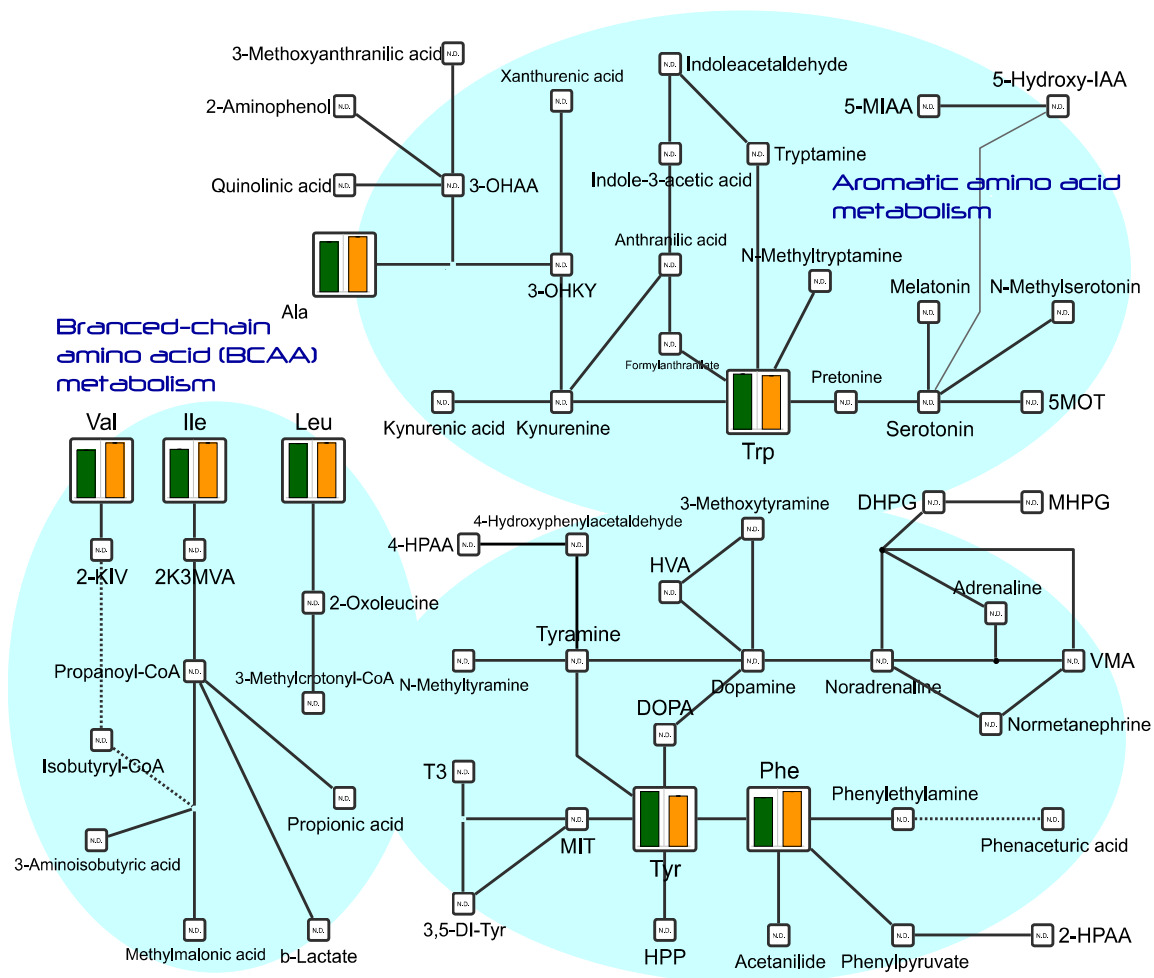 3-Methoxyanthranilic acid
N.D.
Xanthurenic acid
N.D.
Indoleacetaldehyde
N.D.
5-Hydroxy-IAA
N.D.
2-Aminophenol
N.D.
5-MIAA
N.D.
Tryptamine
N.D.
Indole-3-acetic acid
N.D.
Quinolinic acid
N.D.
3-OHAA
N.D.
Aromatic amino acid
metabolism
Anthranilic acid
N.D.
N-Methyltryptamine
N.D.
3-OHKY
N.D.
Melatonin
N.D.
N-Methylserotonin
N.D.
Ala
Branced-chain
amino acid (BCAA)
metabolism
Formylanthranilate
N.D.
Pretonine
N.D.
Kynurenic acid
N.D.
Kynurenine
N.D.
Trp
Serotonin
N.D.
5MOT
N.D.
Val
Ile
Leu
3-Methoxytyramine
N.D.
DHPG
N.D.
MHPG
N.D.
4-Hydroxyphenylacetaldehyde
N.D.
4-HPAA
N.D.
2-KIV
N.D.
2K3MVA
N.D.
HVA
N.D.
Adrenaline
N.D.
2-Oxoleucine
N.D.
Tyramine
N.D.
Propanoyl-CoA
N.D.
3-Methylcrotonyl-CoA
N.D.
N-Methyltyramine
N.D.
Dopamine
N.D.
Noradrenaline
N.D.
VMA
N.D.
DOPA
N.D.
Normetanephrine
N.D.
Isobutyryl-CoA
N.D.
T3
N.D.
Phe
Phenylethylamine
N.D.
Propionic acid
N.D.
MIT
N.D.
Phenaceturic acid
N.D.
3-Aminoisobutyric acid
N.D.
Tyr
3,5-DI-Tyr
N.D.
Methylmalonic acid
N.D.
b-Lactate
N.D.
HPP
N.D.
Acetanilide
N.D.
Phenylpyruvate
N.D.
2-HPAA
N.D.